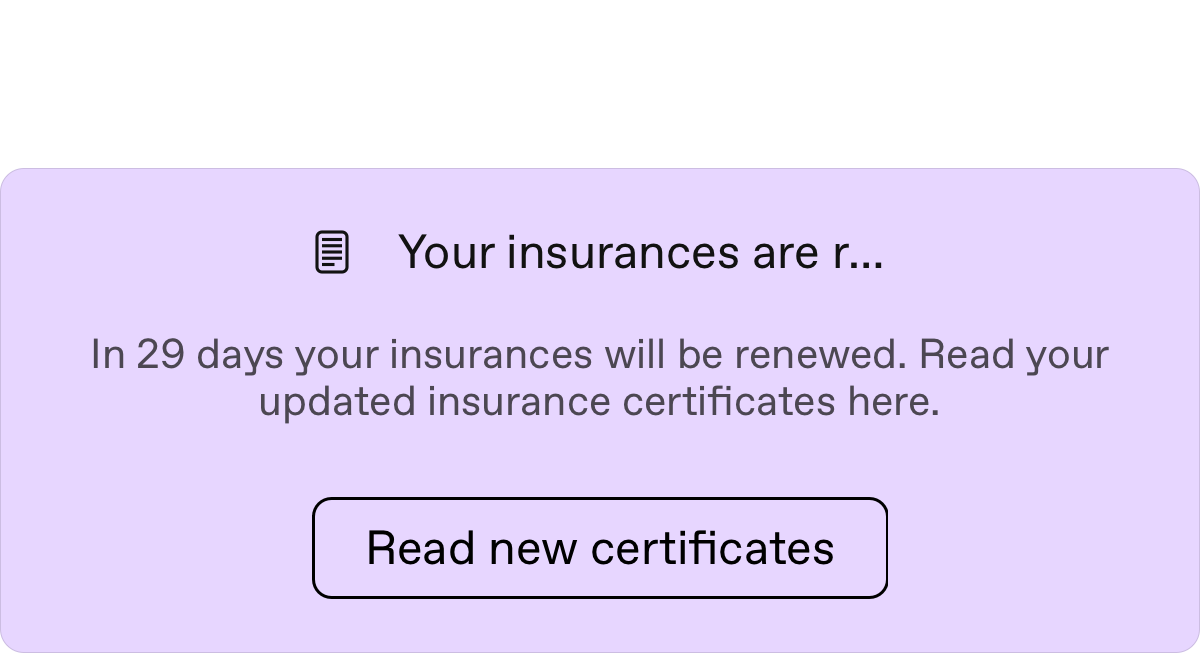 Your insurances are r...
In 29 days your insurances will be renewed. Read your
updated insurance certificates here.
Read new certificates